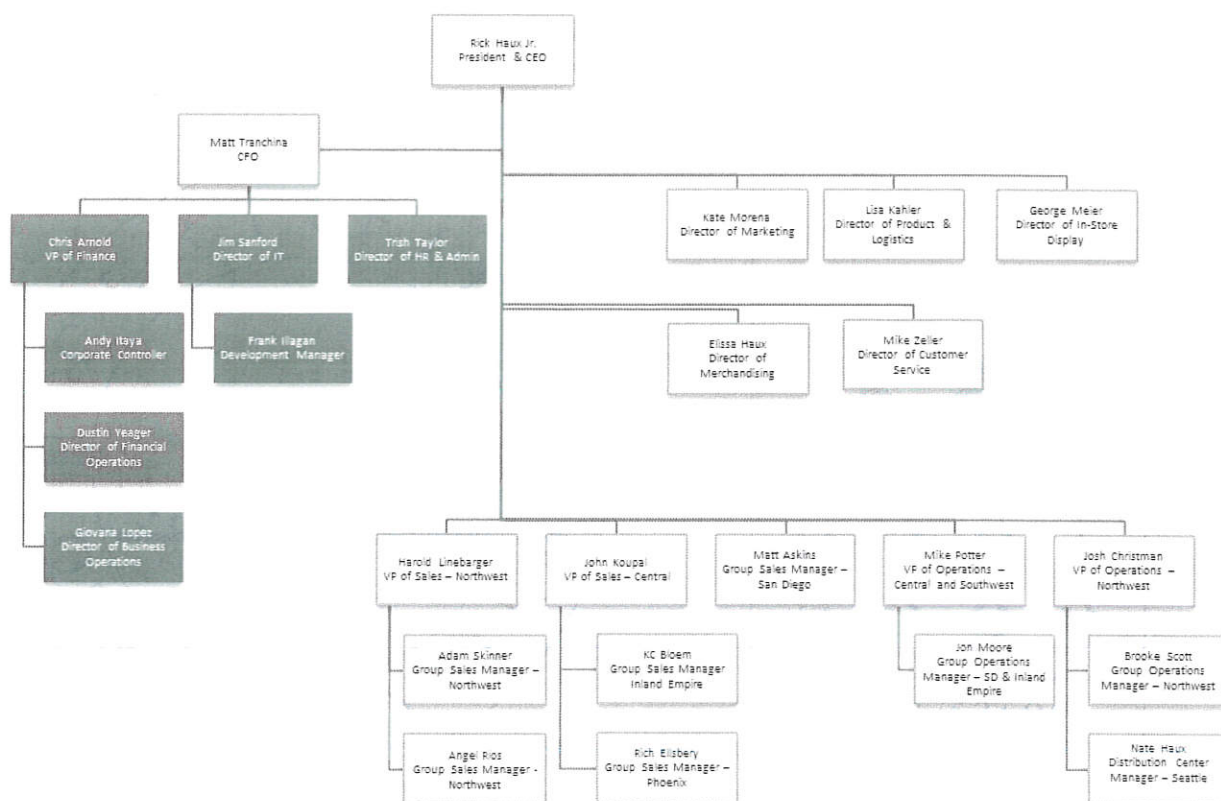 Rick Haux Jr.
President & CEO
Matt Tranchina
CFO
Kate Morena
Director of Marketing
Lisa Kahler
Director of Product &
Logistics
George Meier
Director of In-Store
Display
Chris Arnold
VP of Finance
Jim Sanford
Director of IT
Trish Taylor
Director of HR & Admin
Andy Itaya
Corporate Controller
Frank Illagan
Development Manager
Elissa Haux
Director of
Merchandising
Mike Zeller
Director of Customer
Service
Dustin Yeager
Director of Financial
Operations
Giovana Lopez
Director of Business
Operations
Harold Linebarger
VP of Sales – Northwest
John Koupal
VP of Sales – Central
Matt Askins
Group Sales Manager –
San Diego
Mike Potter
VP of Operations –
Central and Southwest
Josh Christman
VP of Operations –
Northwest
Adam Skinner
Group Sales Manager –
Northwest
KC Bloem
Group Sales Manager
Inland Empire
Jon Moore
Group Operations
Manager – SD & Inland
Empire
Brooke Scott
Group Operations
Manager – Northwest
Angel Rios
Group Sales Manager -
Northwest
Rich Ellsbery
Group Sales Manager –
Phoenix
Nate Haux
Distribution Center
Manager – Seattle